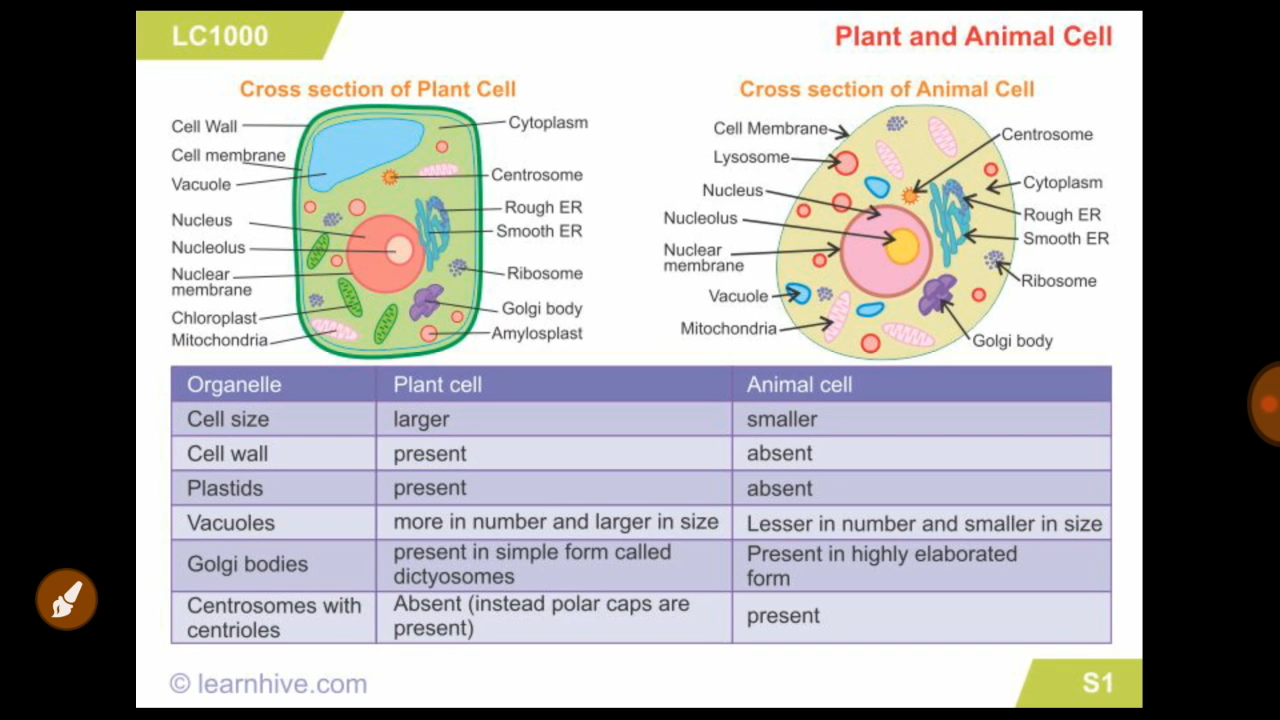 LC1000
Plant and Animal Cell
Cross section of Plant Cell
Cell Wall
Cell membrane
Vacuole
Nucleus
Nucleolus
Nuclear
membrane
Chloroplast
Mitochondria
Cytoplasm
Centrosome
Rough ER
Smooth ER
Ribosome
Golgi body
Amylosplast
Cross section of Animal Cell
Cell Membrane
Lysosome
Nucleus
Nucleolus
Nuclear
membrane
Vacuole
Mitochondria
Centrosome
Cytoplasm
Rough ER
Smooth ER
Ribosome
Golgi body
Organelle Plant cell Animal cell
Cell size larger smaller
Cell wall present absent
Plastids present absent
Vacuoles more in number and larger in size Lesser in number and smaller in size
Golgi bodies
present in simple form called
dictyosomes
Present in highly elaborated
form
Centrosomes with
centrioles
Absent (instead polar caps are
present)
present
© learnhive.com
S1